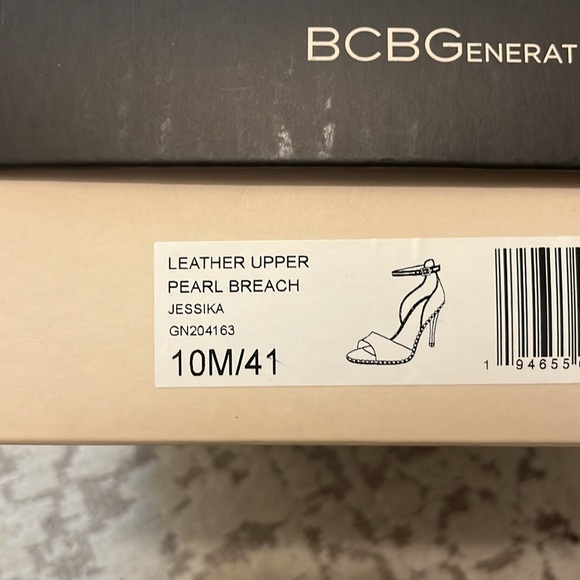 BCBGENERAT
LEATHER UPPER
PEARL BREACH
JESSIKA
GN204163
10M/41
1 94655